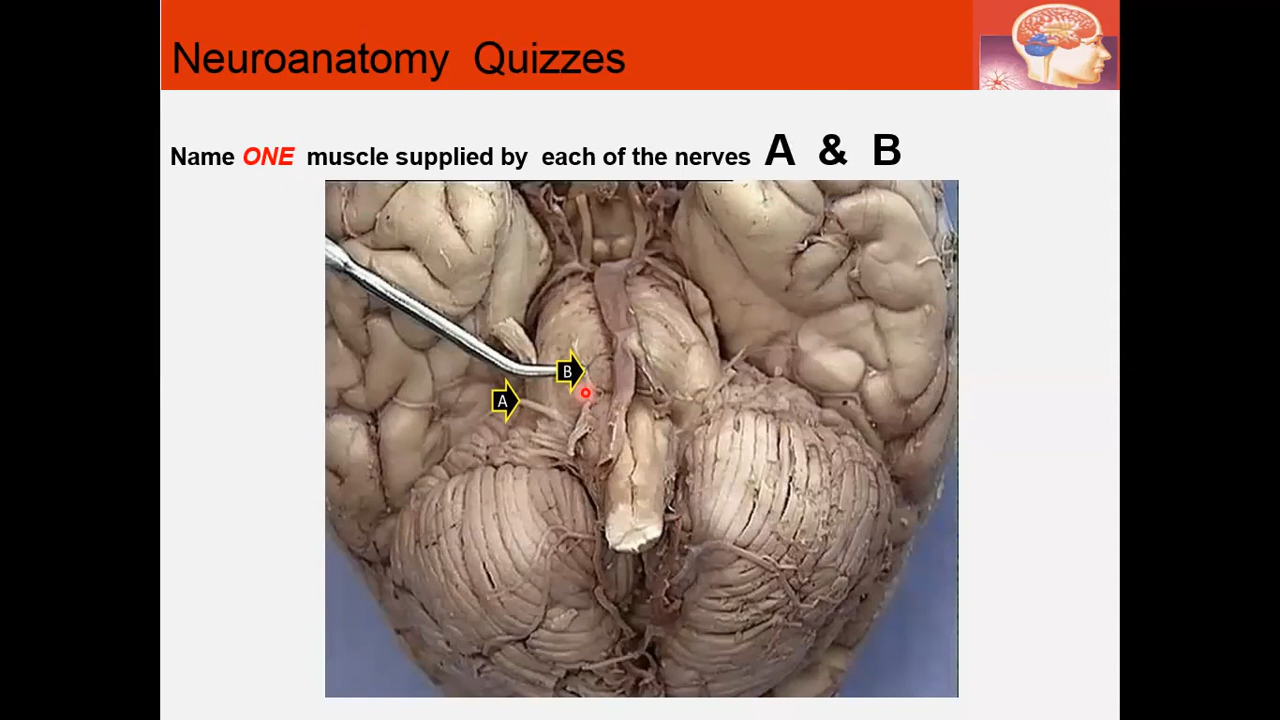 Neuroanatomy Quizzes
Name ONE muscle supplied by each of the nerves A & B
B
A